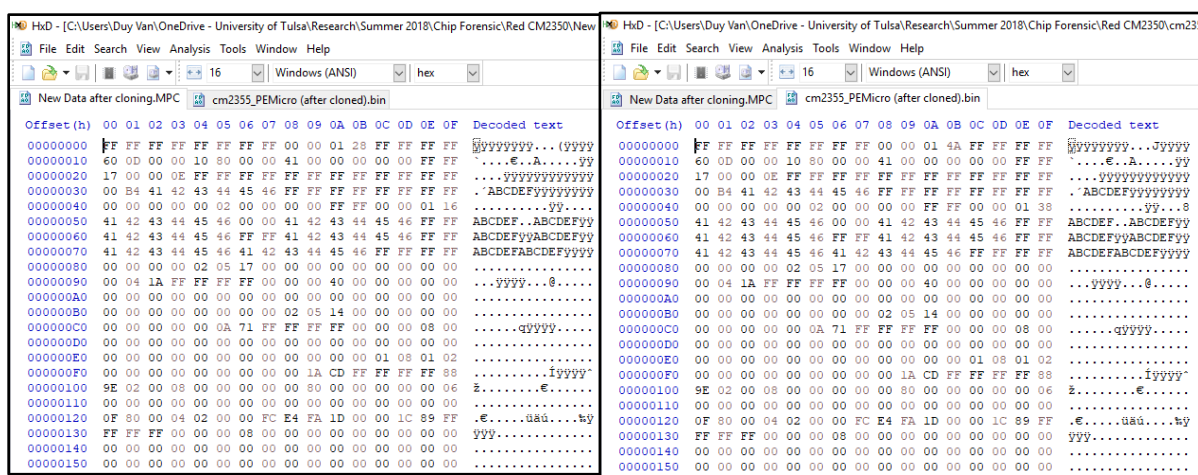 HxD - [C:\Users\Duy Van\OneDrive - University of Tulsa\Research\Summer 2018\Chip Forensic\Red CM2350\New
File Edit Search View Analysis Tools Window Help
16 Windows (ANSI) hex
New Data after cloning.MPC cm2355_PEMicro (after cloned).bin
Offset(h) 00 01 02 03 04 05 06 07 08 09 0A 0B 0C 0D 0E 0F Decoded text
00000000 FF FF FF FF FF FF FF FF 00 00 01 28 FF FF FF FF ÿÿÿÿÿÿÿÿ...(ÿÿÿÿ
00000010 60 0D 00 00 10 80 00 00 41 00 00 00 00 00 FF FF `....€..A.....ÿÿ
00000020 17 00 00 0E FF FF FF FF FF FF FF FF FF FF FF FF ....ÿÿÿÿÿÿÿÿÿÿÿÿ
00000030 00 B4 41 42 43 44 45 46 FF FF FF FF FF FF FF FF .´ABCDEFÿÿÿÿÿÿÿÿ
00000040 00 00 00 00 00 02 00 00 00 00 FF FF 00 00 01 16 ..........ÿÿ....
00000050 41 42 43 44 45 46 00 00 41 42 43 44 45 46 FF FF ABCDEF..ABCDEFÿÿ
00000060 41 42 43 44 45 46 FF FF 41 42 43 44 45 46 FF FF ABCDEFÿÿABCDEFÿÿ
00000070 41 42 43 44 45 46 41 42 43 44 45 46 FF FF FF FF ABCDEFABCDEFÿÿÿÿ
00000080 00 00 00 00 02 05 17 00 00 00 00 00 00 00 00 00 ................
00000090 00 04 1A FF FF FF FF 00 00 00 40 00 00 00 00 00 ...ÿÿÿÿ...@.....
000000A0 00 00 00 00 00 00 00 00 00 00 00 00 00 00 00 00 ................
000000B0 00 00 00 00 00 00 00 00 02 05 14 00 00 00 00 00 ................
000000C0 00 00 00 00 00 0A 71 FF FF FF FF 00 00 00 08 00 ......qÿÿÿÿ.....
000000D0 00 00 00 00 00 00 00 00 00 00 00 00 00 00 00 00 ................
000000E0 00 00 00 00 00 00 00 00 00 00 00 00 01 08 01 02 ................
000000F0 00 00 00 00 00 00 00 00 00 1A CD FF FF FF FF 88 ..........Íÿÿÿÿˆ
00000100 9E 02 00 08 00 00 00 00 80 00 00 00 00 00 00 06 ž.......€.......
00000110 00 00 00 00 00 00 00 00 00 00 00 00 00 00 00 00 ................
00000120 0F 80 00 04 02 00 00 FC E4 FA 1D 00 00 1C 89 FF .€.....üäú....‰ÿ
00000130 FF FF FF 00 00 00 08 00 00 00 00 00 00 00 00 00 ÿÿÿ.............
00000140 00 00 00 00 00 00 00 00 00 00 00 00 00 00 00 00 ................
00000150 00 00 00 00 00 00 00 00 00 00 00 00 00 00 00 00 ................
HxD - [C:\Users\Duy Van\OneDrive - University of Tulsa\Research\Summer 2018\Chip Forensic\Red CM2350\cm235
File Edit Search View Analysis Tools Window Help
16 Windows (ANSI) hex
New Data after cloning.MPC cm2355_PEMicro (after cloned).bin
Offset(h) 00 01 02 03 04 05 06 07 08 09 0A 0B 0C 0D 0E 0F Decoded text
00000000 FF FF FF FF FF FF FF FF 00 00 01 4A FF FF FF FF ÿÿÿÿÿÿÿÿ...Jÿÿÿÿ
00000010 60 0D 00 00 10 80 00 00 41 00 00 00 00 00 FF FF `....€..A.....ÿÿ
00000020 17 00 00 0E FF FF FF FF FF FF FF FF FF FF FF FF ....ÿÿÿÿÿÿÿÿÿÿÿÿ
00000030 00 B4 41 42 43 44 45 46 FF FF FF FF FF FF FF FF .´ABCDEFÿÿÿÿÿÿÿÿ
00000040 00 00 00 00 00 02 00 00 00 00 FF FF 00 00 01 38 ..........ÿÿ...8
00000050 41 42 43 44 45 46 00 00 41 42 43 44 45 46 FF FF ABCDEF..ABCDEFÿÿ
00000060 41 42 43 44 45 46 FF FF 41 42 43 44 45 46 FF FF ABCDEFÿÿABCDEFÿÿ
00000070 41 42 43 44 45 46 41 42 43 44 45 46 FF FF FF FF ABCDEFABCDEFÿÿÿÿ
00000080 00 00 00 00 02 05 17 00 00 00 00 00 00 00 00 00 ................
00000090 00 04 1A FF FF FF FF 00 00 00 40 00 00 00 00 00 ...ÿÿÿÿ...@.....
000000A0 00 00 00 00 00 00 00 00 00 00 00 00 00 00 00 00 ................
000000B0 00 00 00 00 00 00 00 00 02 05 14 00 00 00 00 00 ................
000000C0 00 00 00 00 00 0A 71 FF FF FF FF 00 00 00 08 00 ......qÿÿÿÿ.....
000000D0 00 00 00 00 00 00 00 00 00 00 00 00 00 00 00 00 ................
000000E0 00 00 00 00 00 00 00 00 00 00 00 00 01 08 01 02 ................
000000F0 00 00 00 00 00 00 00 00 00 1A CD FF FF FF FF 88 ..........Íÿÿÿÿˆ
00000100 9E 02 00 08 00 00 00 00 80 00 00 00 00 00 00 06 ž.......€.......
00000110 00 00 00 00 00 00 00 00 00 00 00 00 00 00 00 00 ................
00000120 0F 80 00 04 02 00 00 FC E4 FA 1D 00 00 1C 89 FF .€.....üäú....‰ÿ
00000130 FF FF FF 00 00 00 08 00 00 00 00 00 00 00 00 00 ÿÿÿ.............
00000140 00 00 00 00 00 00 00 00 00 00 00 00 00 00 00 00 ................
00000150 00 00 00 00 00 00 00 00 00 00 00 00 00 00 00 00 ................